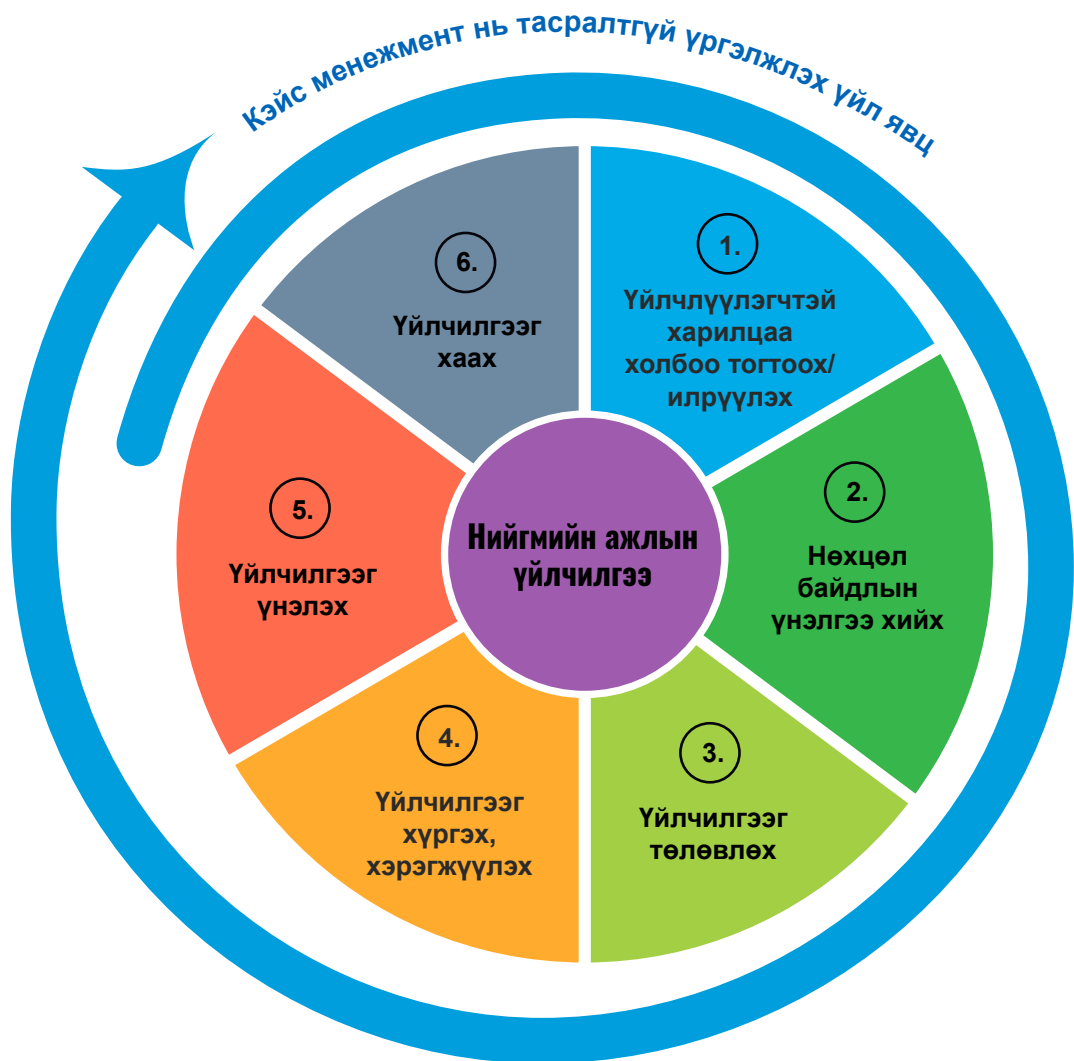 Кэйс менежмент нь тасралтгүй үргэлжлэх үйл явц
1.
Үйлчлүүлэгчтэй
харилцаа
холбоо тогтоох/
илрүүлэх
2.
Нөхцөл
байдлын
үнэлгээ хийх
3.
Үйлчилгээг
төлөвлөх
4.
Үйлчилгээг
хүргэх,
хэрэгжүүлэх
5.
Үйлчилгээг
үнэлэх
6.
Үйлчилгээг
хаах
Нийгмийн ажлын
үйлчилгээ